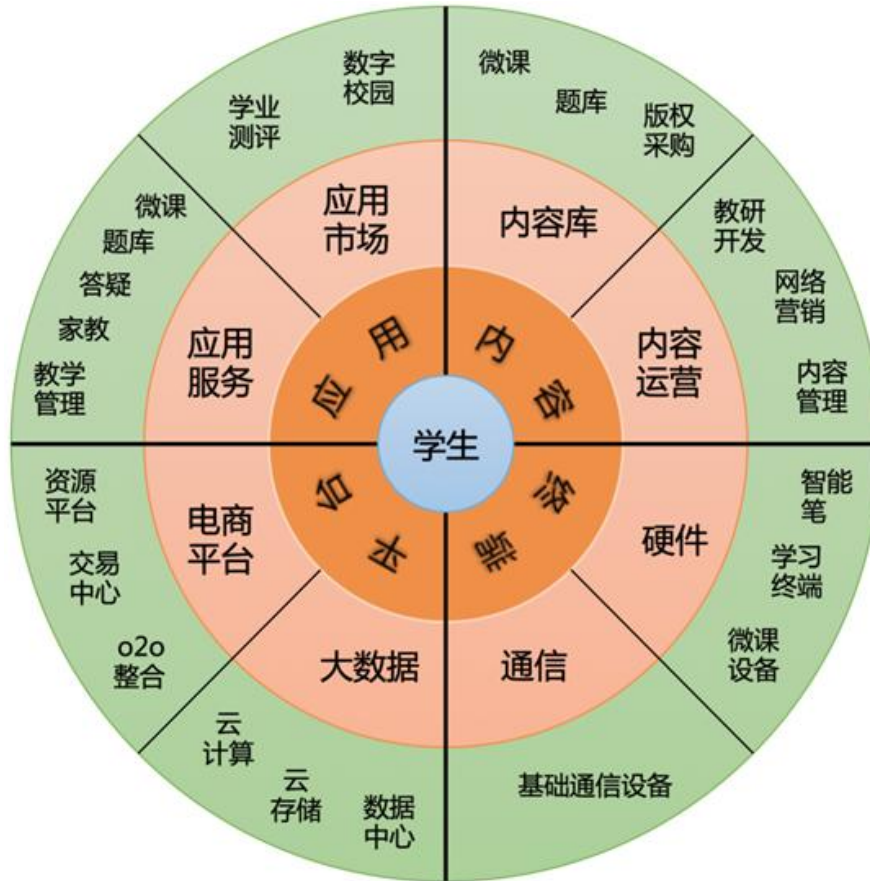 数字
校园
学业
测评
微课
题库
版权
采购
微课
题库
答疑
家教
教学
管理
应用
市场
内容库
教研
开发
网络
营销
内容
管理
应用
服务
内容
运营
应用
内容
学生
平台
终端
资源
平台
交易
中心
o2o
整合
电商
平台
硬件
智能
笔
学习
终端
微课
设备
大数据
通信
云
计算
云
存储
数据
中心
基础通信设备